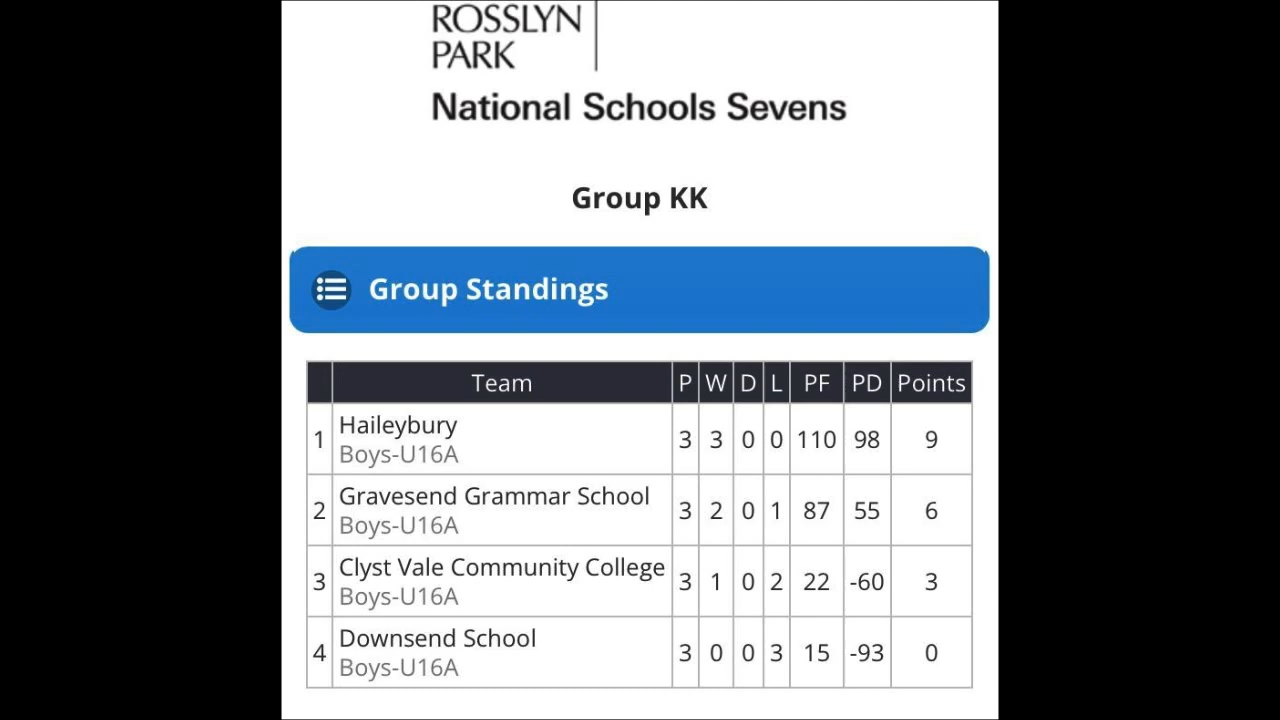 ROSSLYN
PARK
National Schools Sevens
Group KK
Group Standings
Team P W D L PF PD Points
1 Haileybury 3 3 0 0 110 98 9
Boys-U16A
2 Gravesend Grammar School 3 2 0 1 87 55 6
Boys-U16A
3 Clyst Vale Community College 3 1 0 2 22 -60 3
Boys-U16A
4 Downsend School 3 0 0 3 15 -93 0
Boys-U16A